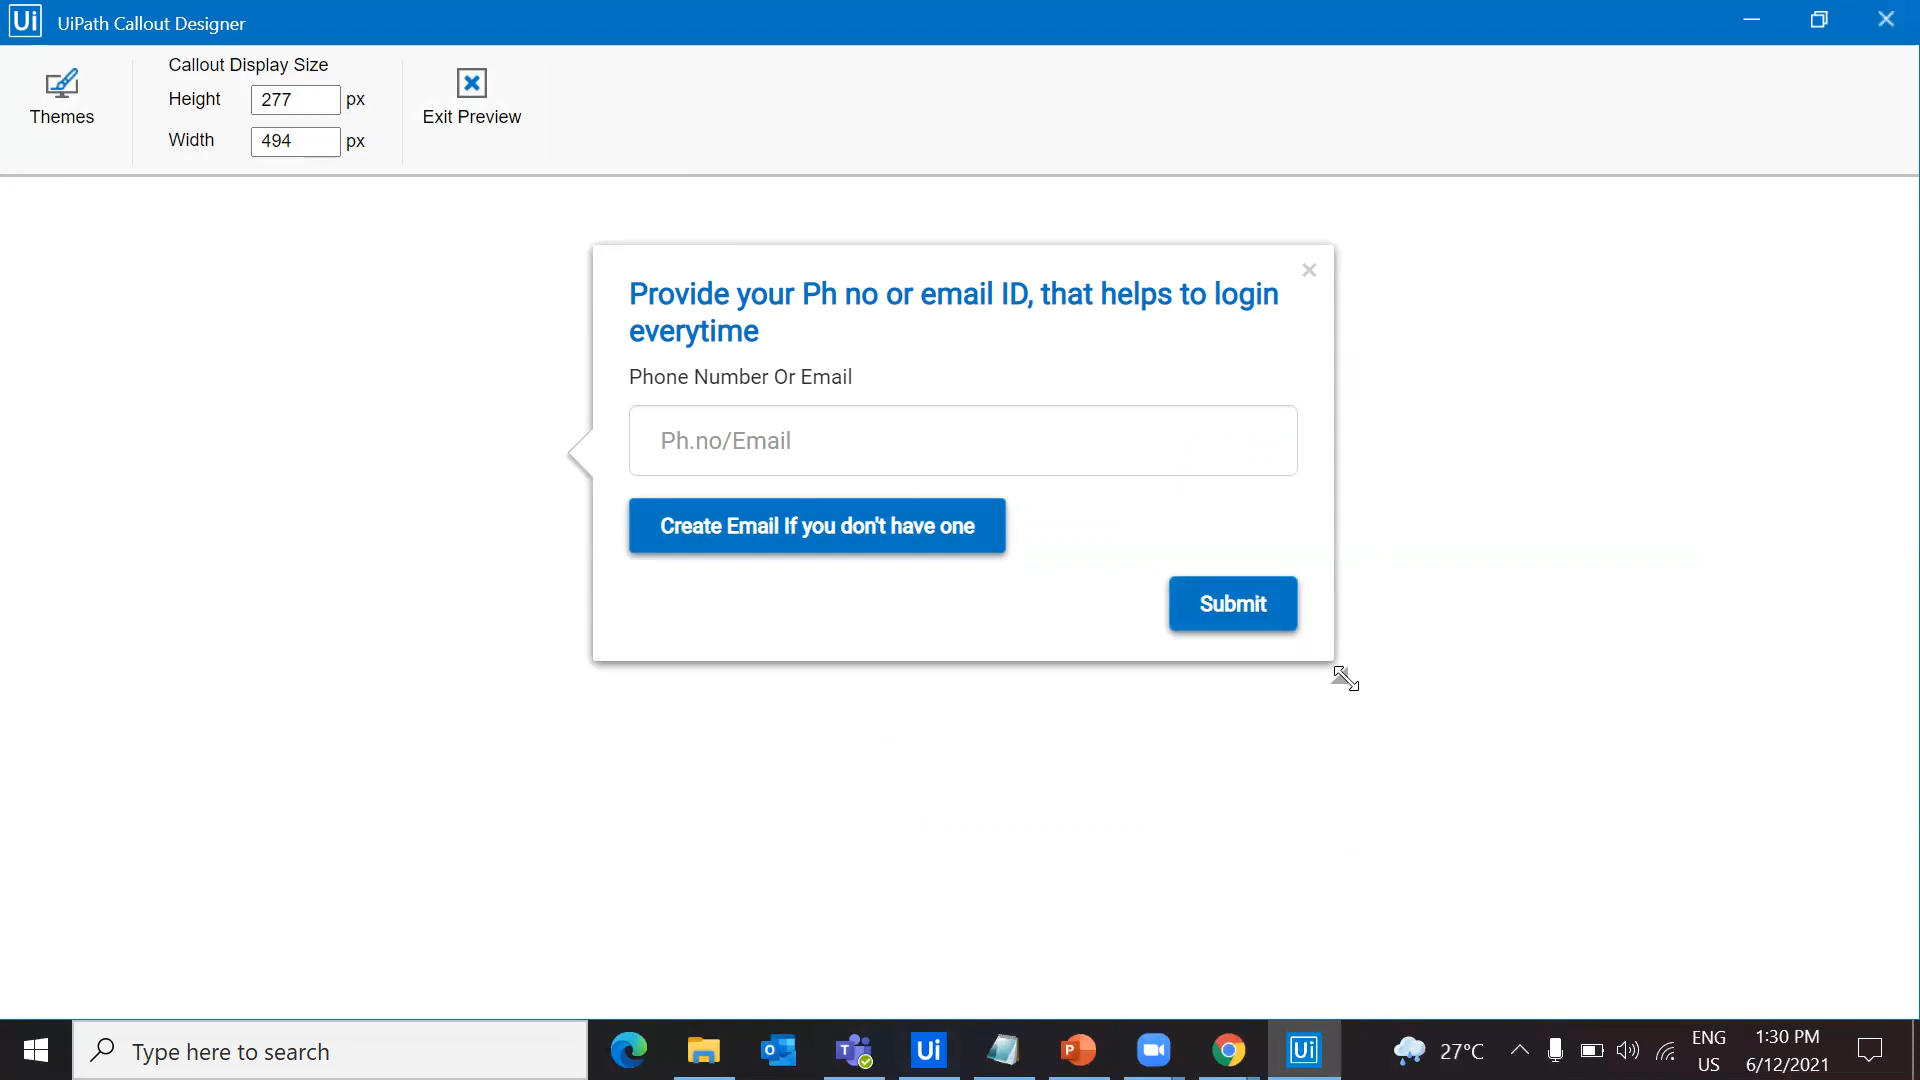 Ui UiPath Callout Designer
Callout Display Size
Height 277 px
Themes
Exit Preview
Width 494 px
Provide your Ph no or email ID, that helps to login
everytime
Phone Number Or Email
Ph.no/Email
Create Email If you don't have one
Submit
Type here to search
Ui
Ui
27°C
ENG
US
1:30 PM
6/12/2021